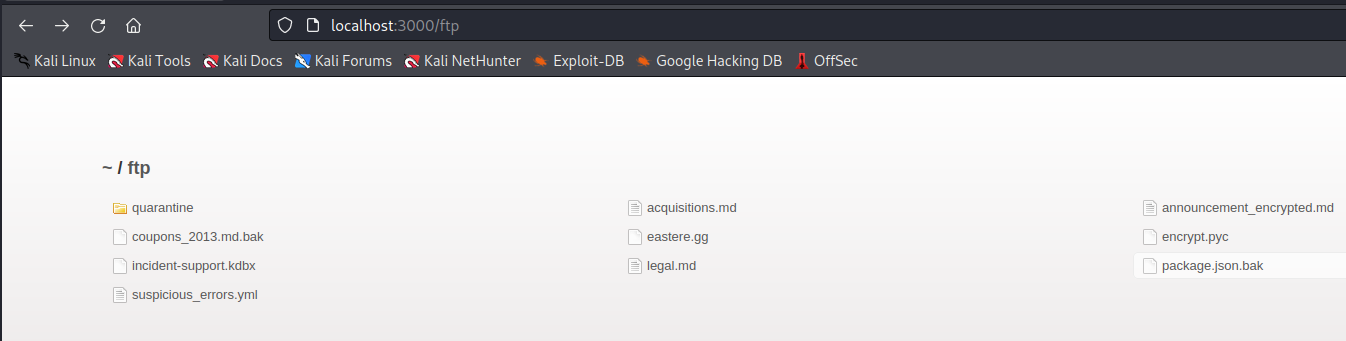 localhost:3000/ftp
Kali Linux Kali Tools Kali Docs Kali Forums Kali NetHunter Exploit-DB Google Hacking DB OffSec
~ / ftp
quarantine acquisitions.md announcement_encrypted.md
coupons_2013.md.bak eastere.gg encrypt.pyc
incident-support.kdbx legal.md package.json.bak
suspicious_errors.yml